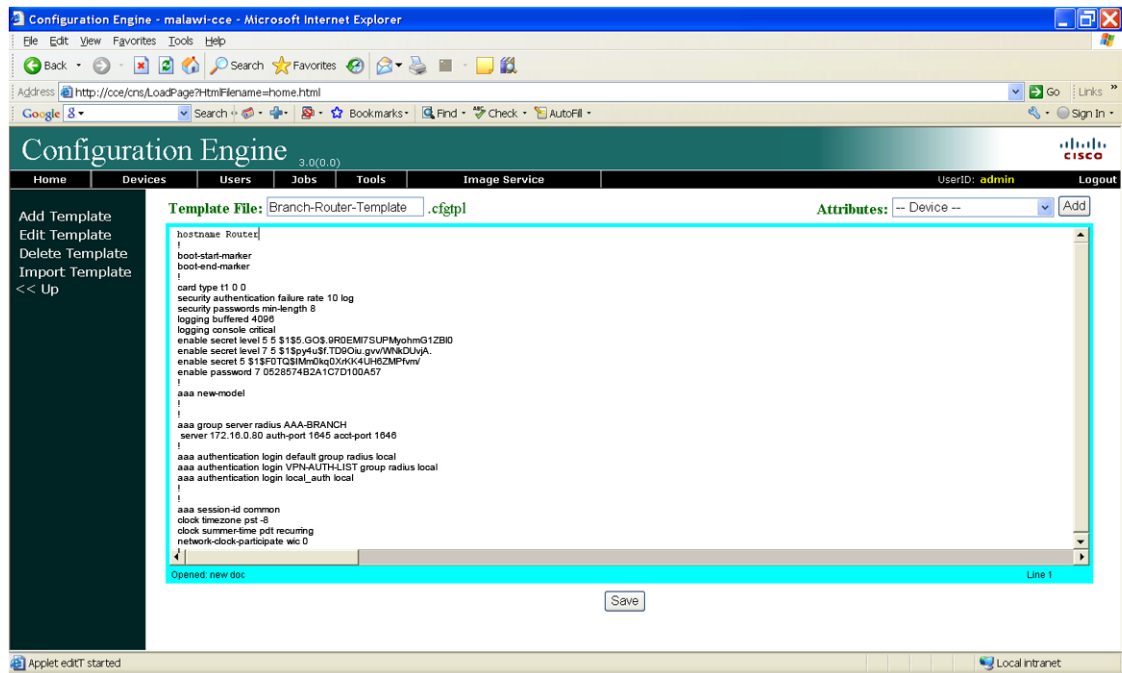 Configuration Engine - malawi-cce - Microsoft Internet Explorer
File Edit View Favorites Tools Help
Back Search Favorites
Address http://cce/cns/LoadPage?HtmlFilename=home.html Go Links »
Google Search Bookmarks Find Check AutoFill Sign In
Configuration Engine 3.0(0.0) CISCO
Home Devices Users Jobs Tools Image Service UserID: admin Logout
Template File: Branch-Router-Template .cfgtpl Attributes: -- Device -- Add
Add Template
Edit Template
Delete Template
Import Template
<< Up
hostname Router
!
boot-start-marker
boot-end-marker
!
card type t1 0 0
security authentication failure rate 10 log
security passwords min-length 8
logging buffered 4096
logging console critical
enable secret level 5 5 $1$5.GO$.9R0EMI7SUPMyohmG1ZBI0
enable secret level 7 5 $1$py4u$f.TD9Oiu.gvv/WNkDUvjA.
enable secret 5 $1$F0TQ$IMm0kq0XrKK4UH6ZMPfvm/
enable password 7 0528574B2A1C7D100A57
!
aaa new-model
!
!
aaa group server radius AAA-BRANCH
server 172.16.0.80 auth-port 1645 acct-port 1646
!
aaa authentication login default group radius local
aaa authentication login VPN-AUTH-LIST group radius local
aaa authentication login local_auth local
!
!
aaa session-id common
clock timezone pst -8
clock summer-time pdt recurring
network-clock-participate wic 0
!
Opened: new doc Line 1
Save
Applet editT started Local intranet